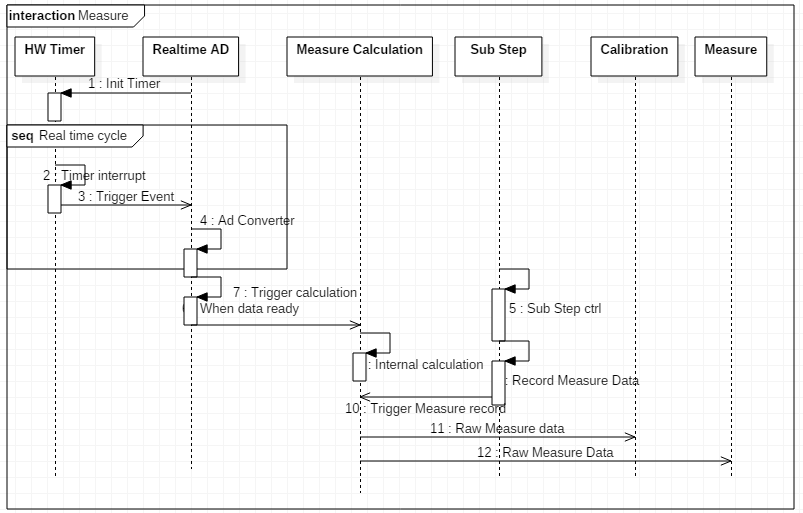 interaction Measure
HW Timer
Realtime AD
Measure Calculation
Sub Step
Calibration
Measure
1 : Init Timer
seq Real time cycle
2 : Timer interrupt
3 : Trigger Event
4 : Ad Converter
7 : Trigger calculation
When data ready
5 : Sub Step ctrl
: Internal calculation
: Record Measure Data
10 : Trigger Measure record
11 : Raw Measure data
12 : Raw Measure Data